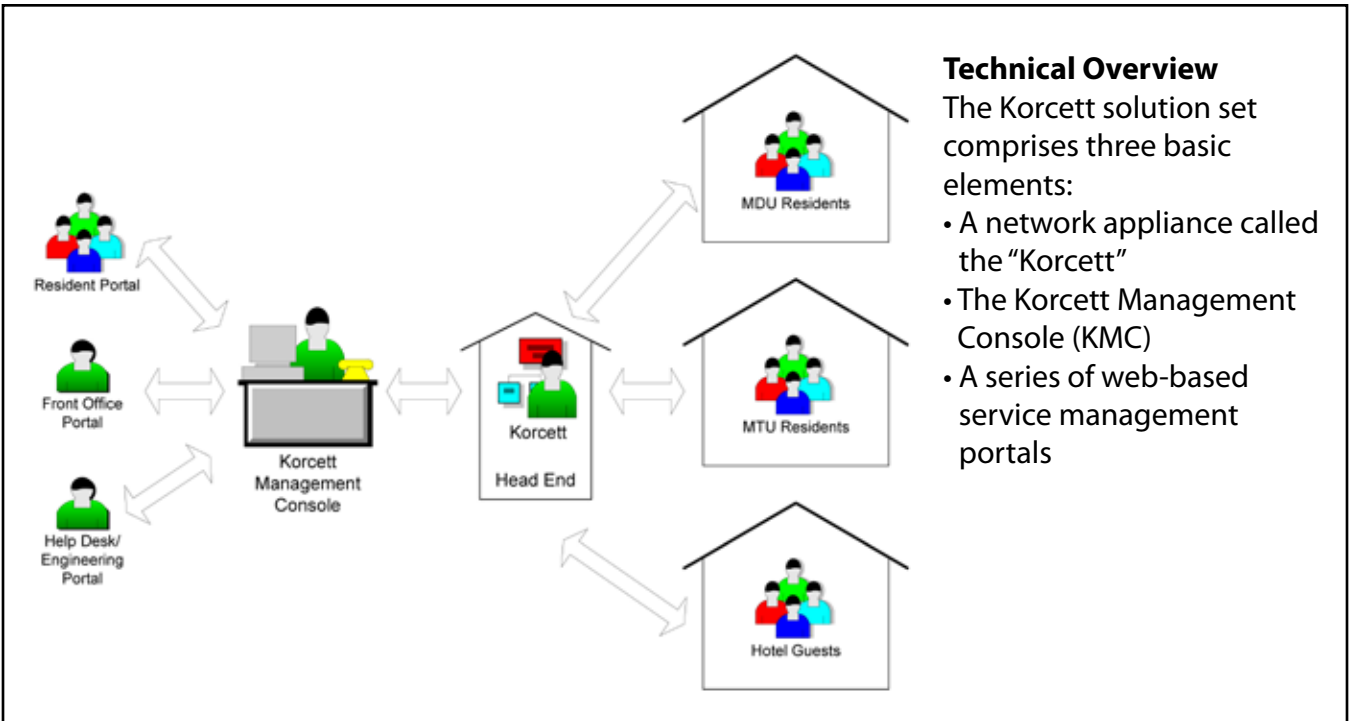 Technical Overview
The Korcett solution set
comprises three basic
elements:
• A network appliance called
the “Korcett”
• The Korcett Management
Console (KMC)
• A series of web-based
service management
portals
Resident Portal
Front Office
Portal
Help Desk/
Engineering
Portal
Korcett
Management
Console
Korcett
Head End
MDU Residents
MTU Residents
Hotel Guests